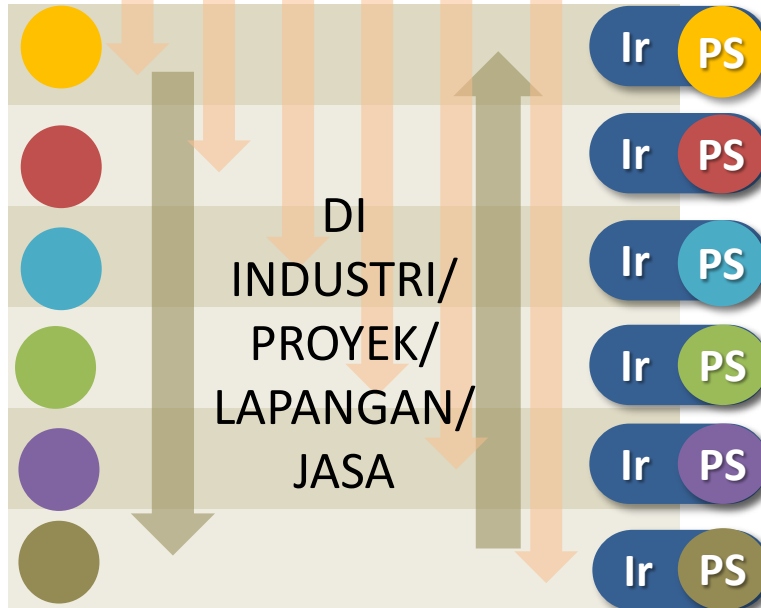 Ir PS
Ir PS
DI
INDUSTRI/
PROYEK/
LAPANGAN/
JASA
Ir PS
Ir PS
Ir PS
Ir PS